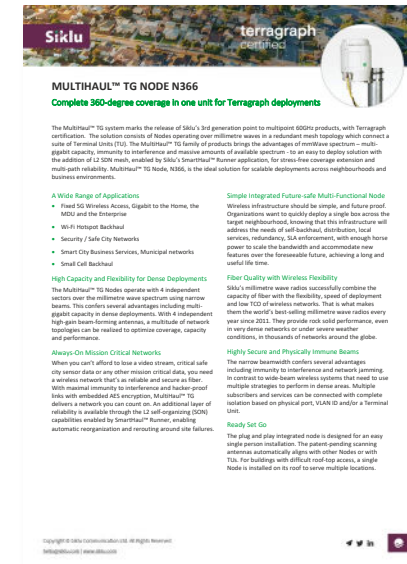 Siklu
terragraph
certified
MULTIHAUL™ TG NODE N366
Complete 360-degree coverage in one unit for Terragraph deployments
The MultiHaul™ TG system marks the release of Siklu's 3rd generation point to multipoint 60GHz products, with Terragraph
certification. The solution consists of Nodes operating over millimetre waves in a redundant mesh topology which connect a
suite of Terminal Units (TU). The MultiHaul™ TG family of products brings the advantages of mmWave spectrum – multi-
gigabit capacity, immunity to interference and massive amounts of available spectrum - to an easy to deploy solution with
the addition of L2 SDN mesh, enabled by Siklu's SmartHaul™ Runner application, for stress-free coverage extension and
multi-path reliability. MultiHaul™ TG Node, N366, is the ideal solution for scalable deployments across neighbourhoods and
business environments.
A Wide Range of Applications
• Fixed 5G Wireless Access, Gigabit to the Home, the
MDU and the Enterprise
• Wi-Fi Hotspot Backhaul
• Security / Safe City Networks
• Smart City Business Services, Municipal networks
• Small Cell Backhaul
High Capacity and Flexibility for Dense Deployments
The MultiHaul™ TG Nodes operate with 4 independent
sectors over the millimetre wave spectrum using narrow
beams. This confers several advantages including multi-
gigabit capacity in dense deployments. With 4 independent
high-gain beam-forming antennas, a multitude of network
topologies can be realized to optimize coverage, capacity
and performance.
Always-On Mission Critical Networks
When you can't afford to lose a video stream, critical safe
city sensor data or any other mission critical data, you need
a wireless network that's as reliable and secure as fiber.
With maximal immunity to interference and hacker-proof
links with embedded AES encryption, MultiHaul™ TG
delivers a network you can count on. An additional layer of
reliability is available through the L2 self-organizing (SON)
capabilities enabled by SmartHaul™ Runner, enabling
automatic reorganization and rerouting around site failures.
Simple Integrated Future-safe Multi-Functional Node
Wireless infrastructure should be simple, and future proof.
Organizations want to quickly deploy a single box across the
target neighbourhood, knowing that this infrastructure will
address the needs of self-backhaul, distribution, local
services, redundancy, SLA enforcement, with enough horse
power to scale the bandwidth and accommodate new
features over the foreseeable future, achieving a long and
useful life time.
Fiber Quality with Wireless Flexibility
Siklu's millimetre wave radios successfully combine the
capacity of fiber with the flexibility, speed of deployment
and low TCO of wireless networks. That is what makes
them the world's best-selling millimetre wave radios every
year since 2011. They provide rock solid performance, even
in very dense networks or under severe weather
conditions, in thousands of networks around the globe.
Highly Secure and Physically Immune Beams
The narrow beamwidth confers several advantages
including immunity to interference and network jamming.
In contrast to wide-beam wireless systems that need to use
multiple strategies to perform in dense areas. Multiple
subscribers and services can be connected with complete
isolation based on physical port, VLAN ID and/or a Terminal
Unit.
Ready Set Go
The plug and play integrated node is designed for an easy
single person installation. The patent-pending scanning
antennas automatically aligns with other Nodes or with
TUs. For buildings with difficult roof-top access, a single
Node is installed on its roof to serve multiple locations.
Copyright © Siklu Communication Ltd. All Rights Reserved
hello@siklu.com | www.siklu.com